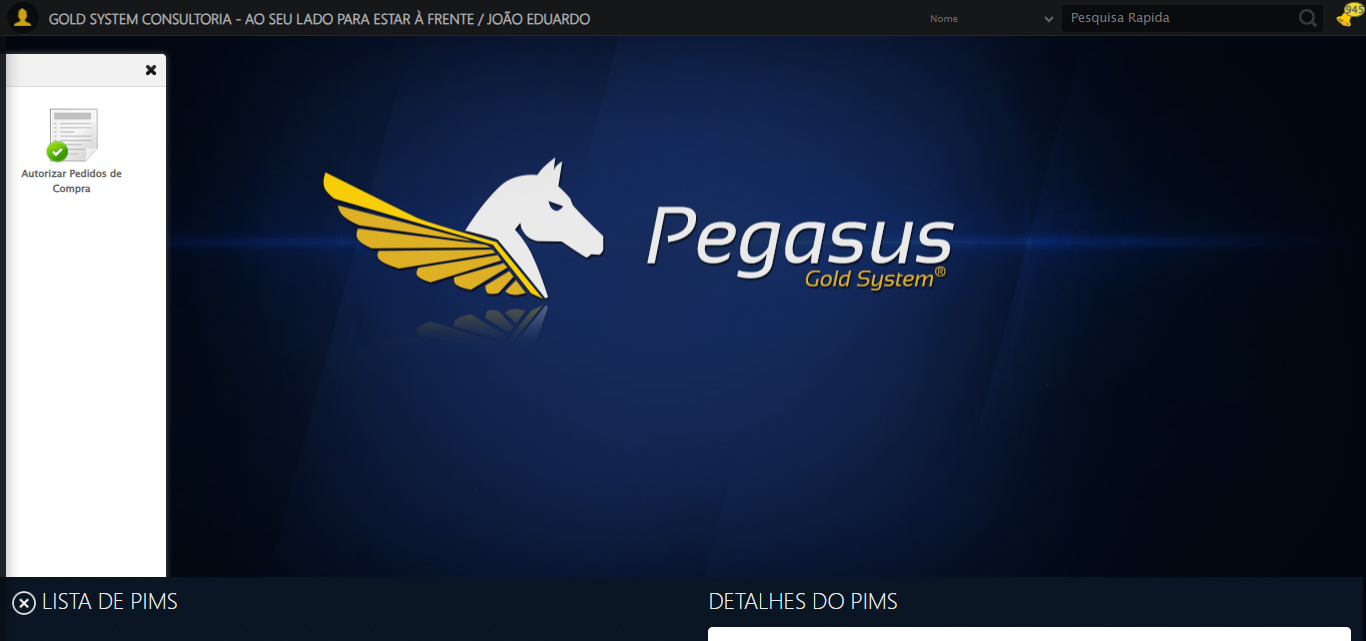 GOLD SYSTEM CONSULTORIA - AO SEU LADO PARA ESTAR À FRENTE / JOÃO EDUARDO
Nome
Pesquisa Rapida
945
Autorizar Pedidos de
Compra
Pegasus
Gold System®
LISTA DE PIMS
DETALHES DO PIMS